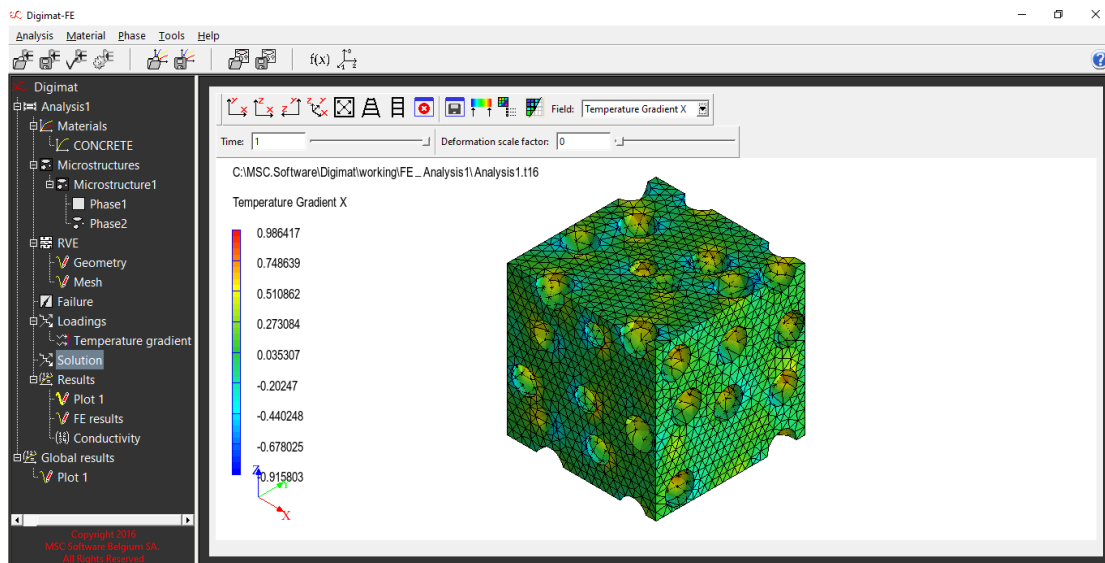 Digimat-FE
Analysis Material Phase Tools Help
f(x)
Digimat
Analysis1
Materials
CONCRETE
Microstructures
Microstructure1
Phase1
Phase2
RVE
Geometry
Mesh
Failure
Loadings
Temperature gradient
Solution
Results
Plot 1
FE results
Conductivity
Global results
Plot 1
Copyright 2016
MSC Software Belgium SA.
All Rights Reserved
Field: Temperature Gradient X
Time: 1 Deformation scale factor: 0
C:\MSC.Software\Digimat\working\FE_Analysis1\Analysis1.t16
Temperature Gradient X
0.986417
0.748639
0.510862
0.273084
0.035307
-0.20247
-0.440248
-0.678025
-0.915803
Z
Y
X